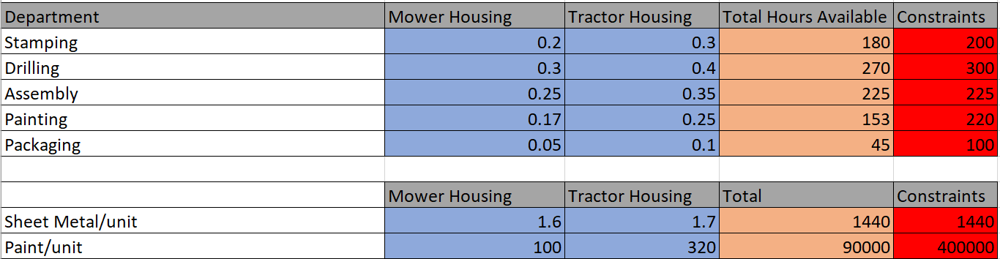 Department Mower Housing Tractor Housing Total Hours Available Constraints
Stamping 0.2 0.3 180 200
Drilling 0.3 0.4 270 300
Assembly 0.25 0.35 225 225
Painting 0.17 0.25 153 220
Packaging 0.05 0.1 45 100
Mower Housing Tractor Housing Total Constraints
Sheet Metal/unit 1.6 1.7 1440 1440
Paint/unit 100 320 90000 400000